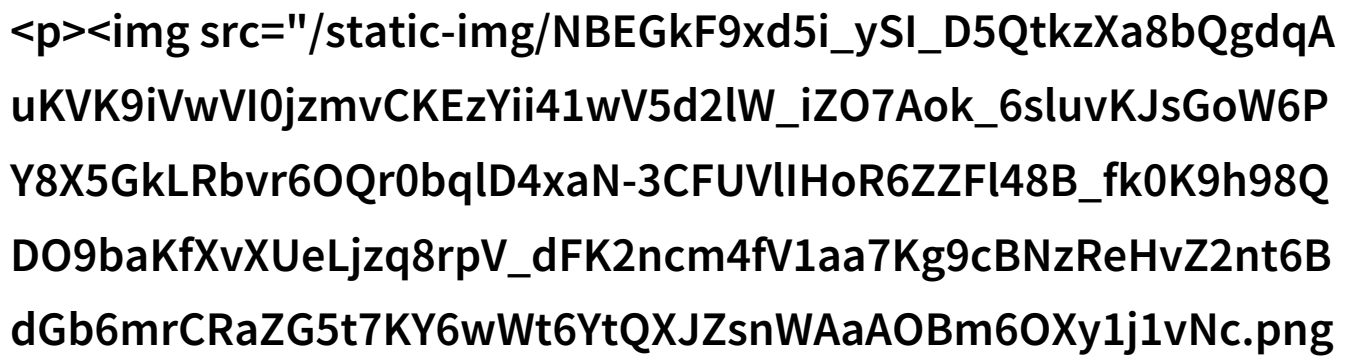 <p><img src="/static-img/NBEGkF9xd5i_ySI_D5QtkzXa8bQgdqA
uKVK9iVwVI0jzmvCKEzYii41wV5d2lW_iZO7Aok_6sluvKJsGoW6P
Y8X5GkLRbvr6OQr0bqlD4xaN-3CFUVlIHoR6ZZFl48B_fk0K9h98Q
DO9baKfXvXUeLjzq8rpV_dFK2ncm4fV1aa7Kg9cBNzReHvZ2nt6B
dGb6mrCRaZG5t7KY6wWt6YtQXJZsnWAaAOBm6OXy1j1vNc.png